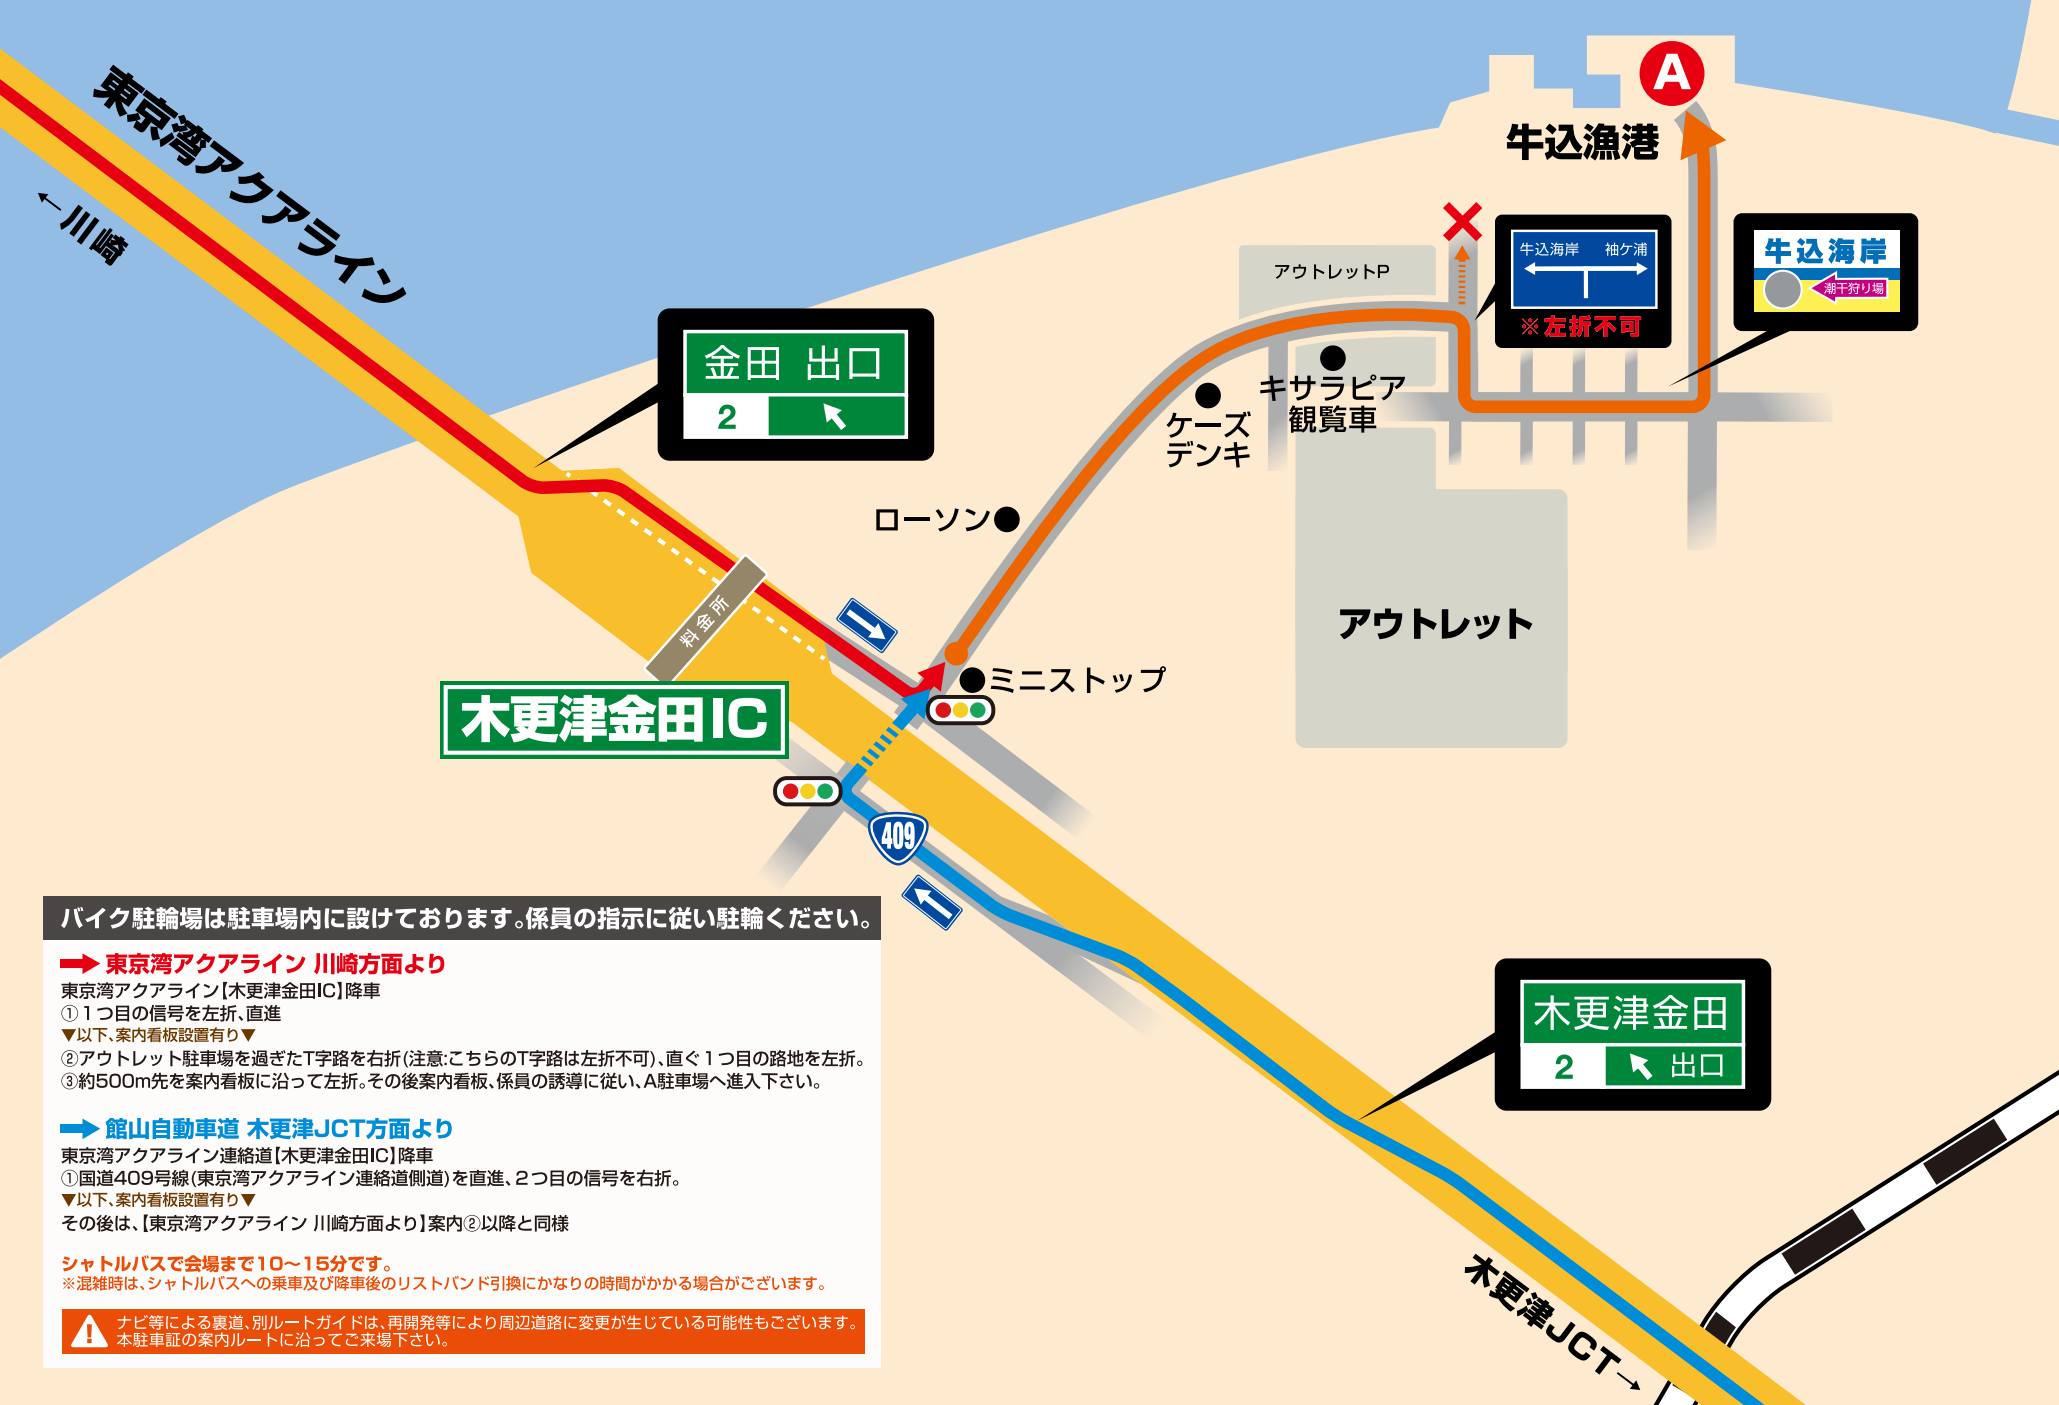 東京湾アクアライン
←川崎
A
牛込漁港
牛込海岸 袖ケ浦
※左折不可
牛込海岸
潮干狩り場
アウトレットP
金田 出口
2
キサラピア
観覧車
ケーズ
デンキ
ローソン
アウトレット
料金所
ミニストップ
木更津金田IC
409
木更津金田
2 出口
木更津JCT→
バイク駐輪場は駐車場内に設けております。係員の指示に従い駐輪ください。
東京湾アクアライン 川崎方面より
東京湾アクアライン【木更津金田IC】降車
①1つ目の信号を左折、直進
▼以下、案内看板設置有り▼
②アウトレット駐車場を過ぎたT字路を右折(注意:こちらのT字路は左折不可)、直ぐ1つ目の路地を左折。
③約500m先を案内看板に沿って左折。その後案内看板、係員の誘導に従い、A駐車場へ進入下さい。
館山自動車道 木更津JCT方面より
東京湾アクアライン連絡道【木更津金田IC】降車
①国道409号線(東京湾アクアライン連絡道側道)を直進、2つ目の信号を右折。
▼以下、案内看板設置有り▼
その後は、【東京湾アクアライン 川崎方面より】案内②以降と同様
シャトルバスで会場まで10〜15分です。
※混雑時は、シャトルバスへの乗車及び降車後のリストバンド引換にかなりの時間がかかる場合がございます。
ナビ等による裏道、別ルートガイドは、再開発等により周辺道路に変更が生じている可能性もございます。
本駐車証の案内ルートに沿ってご来場下さい。